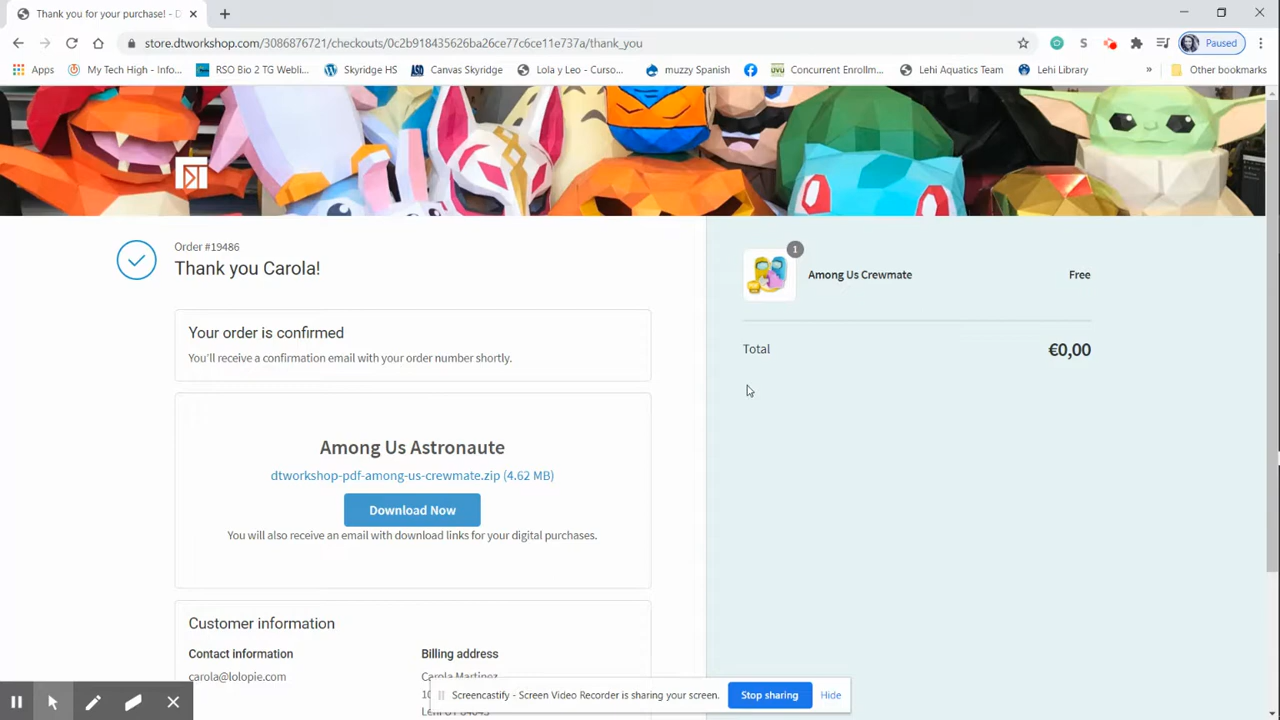 Thank you for your purchase! - D
store.dtworkshop.com/3086876721/checkouts/0c2b918435626ba26ce77c6ce11e737a/thank_you
Paused
Apps
My Tech High - Info...
RSO Bio 2 TG Webli...
Skyridge HS
Canvas Skyridge
Lola y Leo - Curso...
muzzy Spanish
Concurrent Enrollm...
Lehi Aquatics Team
Lehi Library
»
Other bookmarks
Order #19486
Thank you Carola!
Your order is confirmed
You'll receive a confirmation email with your order number shortly.
Among Us Astronaute
dtworkshop-pdf-among-us-crewmate.zip (4.62 MB)
Download Now
You will also receive an email with download links for your digital purchases.
Customer information
Contact information
carola@lolopie.com
Billing address
Carola Martinez
10
1
Among Us Crewmate
Free
Total
€0,00
Screencastify - Screen Video Recorder is sharing your screen.
Stop sharing
Hide